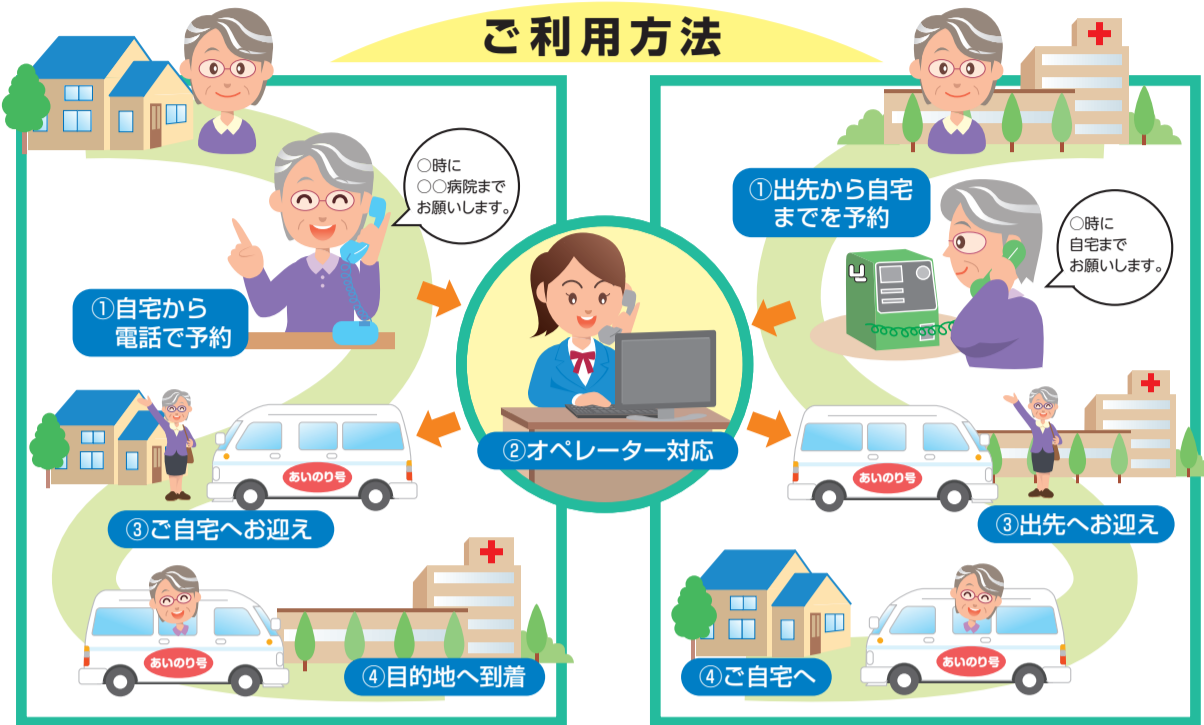 ご利用方法
○時に
○○病院まで
お願いします。
①自宅から
電話で予約
②オペレーター対応
あいのり号
③ご自宅へお迎え
あいのり号
④目的地へ到着
①出先から自宅
までを予約
○時に
自宅まで
お願いします。
あいのり号
③出先へお迎え
あいのり号
④ご自宅へ